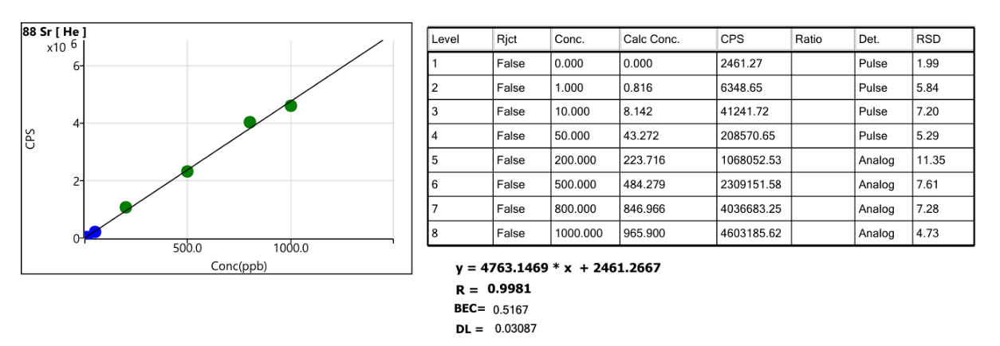 88 Sr [ He ]
x10 6
CPS
6
4
2
0
500.0 1000.0
Conc(ppb)
Level Rjct Conc. Calc Conc. CPS Ratio Det. RSD
1 False 0.000 0.000 2461.27 Pulse 1.99
2 False 1.000 0.816 6348.65 Pulse 5.84
3 False 10.000 8.142 41241.72 Pulse 7.20
4 False 50.000 43.272 208570.65 Pulse 5.29
5 False 200.000 223.716 1068052.53 Analog 11.35
6 False 500.000 484.279 2309151.58 Analog 7.61
7 False 800.000 846.966 4036683.25 Analog 7.28
8 False 1000.000 965.900 4603185.62 Analog 4.73
y = 4763.1469 * x + 2461.2667
R = 0.9981
BEC= 0.5167
DL = 0.03087